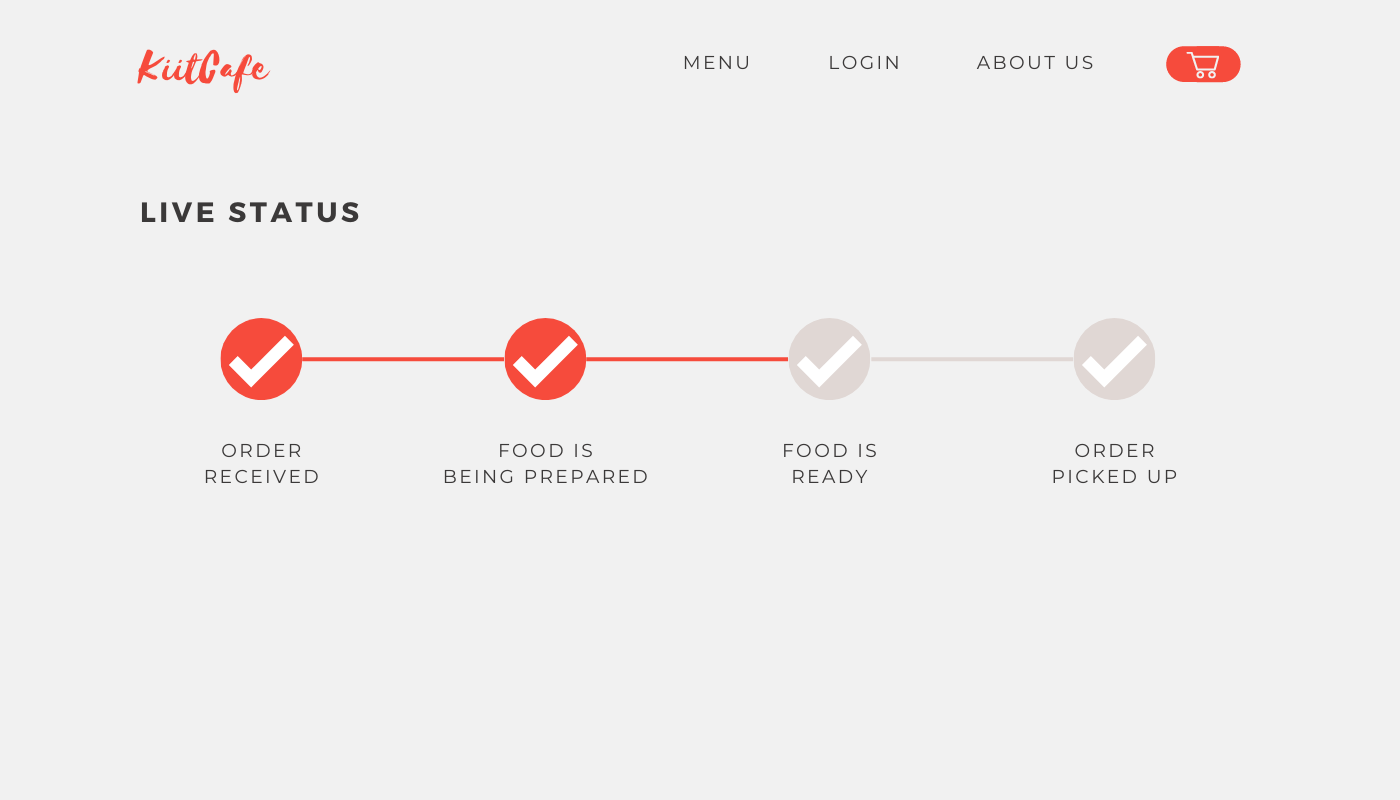 KiitCafe
MENU
LOGIN
ABOUT US
LIVE STATUS
ORDER
RECEIVED
FOOD IS
BEING PREPARED
FOOD IS
READY
ORDER
PICKED UP